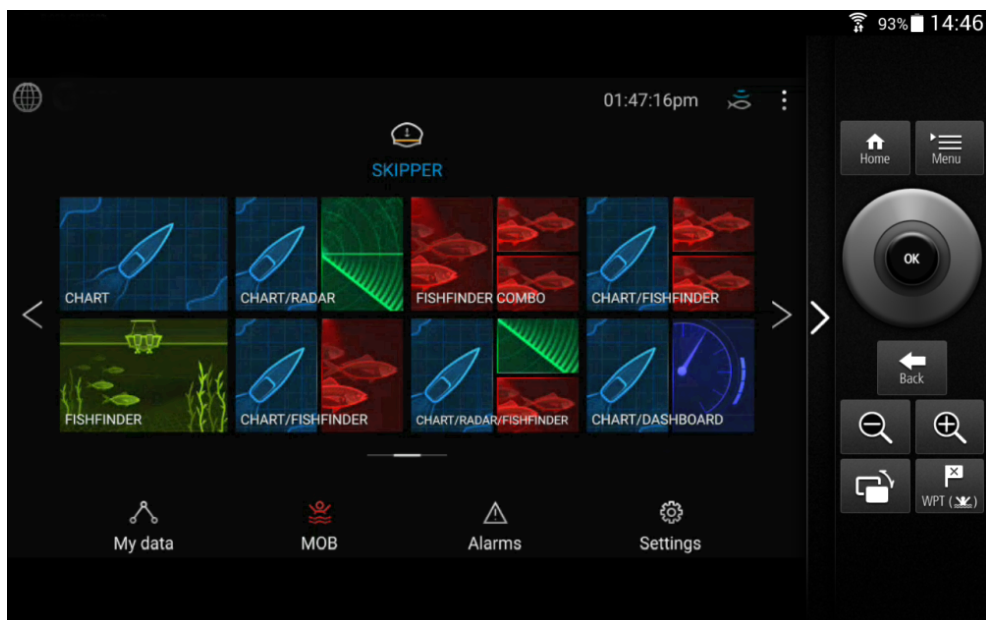 93% 14:46
01:47:16pm
SKIPPER
CHART
CHART/RADAR
FISHFINDER COMBO
CHART/FISHFINDER
FISHFINDER
CHART/FISHFINDER
CHART/RADAR/FISHFINDER
CHART/DASHBOARD
My data
MOB
Alarms
Settings
Home
Menu
OK
Back
WPT ( )